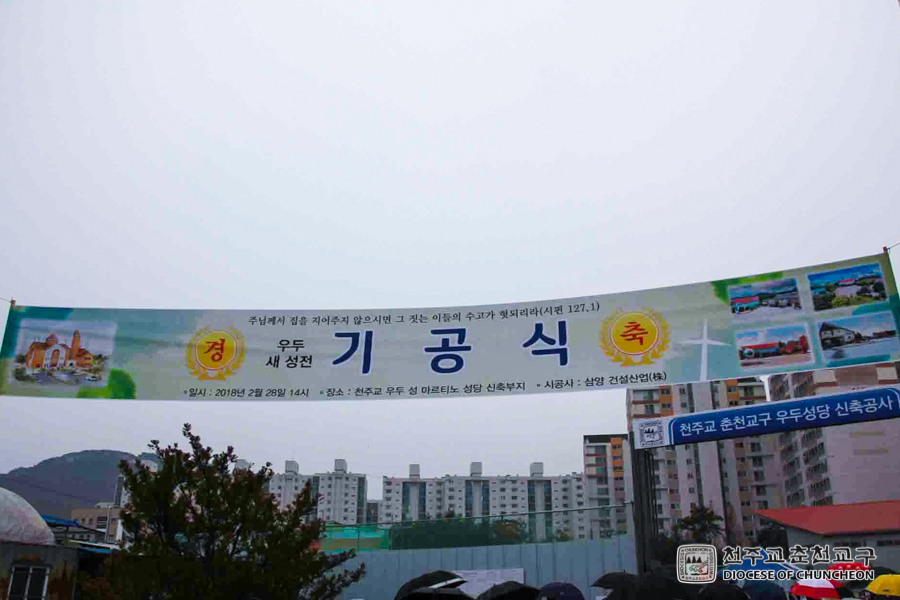 주님께서 집을 지어주지 않으시면 그 짓는 이들의 수고가 헛되리라(시편 127,1)
경
우두
새 성전
기 공 식
축
•일시 : 2018년 2월 28일 14시 •장소 : 천주교 우두 성 마르티노 성당 신축부지 •시공사 : 삼양 건설산업(株)
천주교 춘천교구 우두성당 신축공사
천주교 춘천교구
DIOCESE OF CHUNCHEON